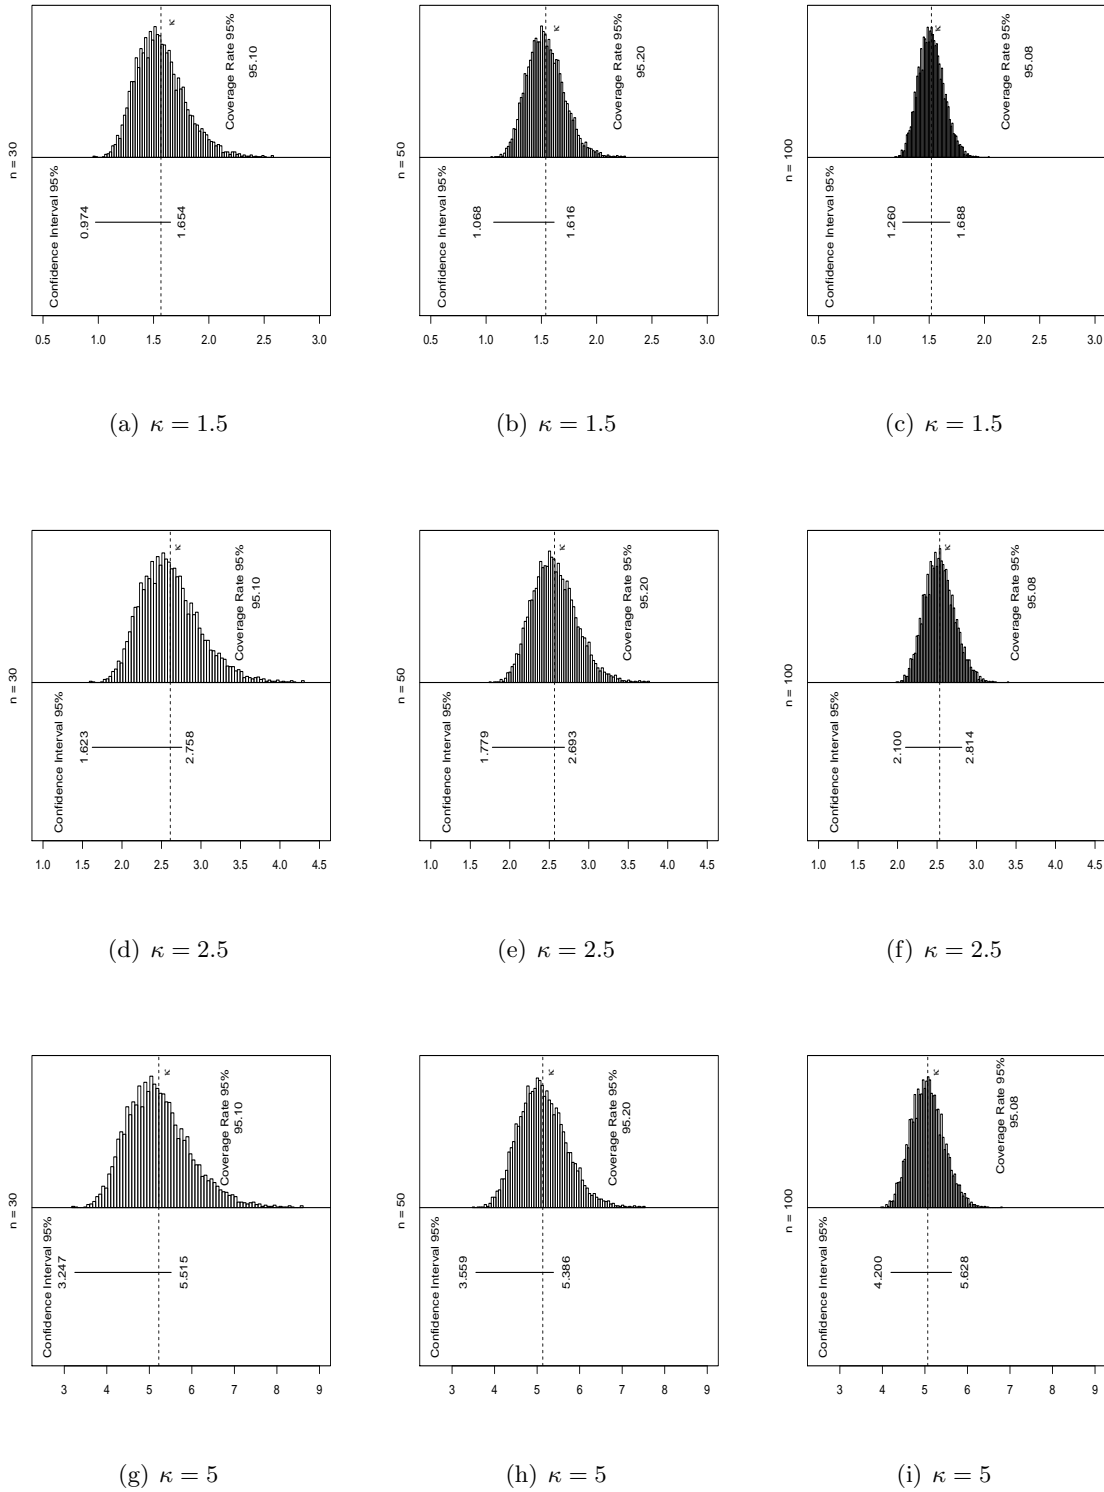 n = 30
Coverage Rate 95%
95.10
κ
Confidence Interval 95%
0.974
1.654
0.5 1.0 1.5 2.0 2.5 3.0
(a) κ = 1.5
n = 50
Coverage Rate 95%
95.20
κ
Confidence Interval 95%
1.068
1.616
0.5 1.0 1.5 2.0 2.5 3.0
(b) κ = 1.5
n = 100
Coverage Rate 95%
95.08
κ
Confidence Interval 95%
1.260
1.688
0.5 1.0 1.5 2.0 2.5 3.0
(c) κ = 1.5
n = 30
Coverage Rate 95%
95.10
κ
Confidence Interval 95%
1.623
2.758
1.0 1.5 2.0 2.5 3.0 3.5 4.0 4.5
(d) κ = 2.5
n = 50
Coverage Rate 95%
95.20
κ
Confidence Interval 95%
1.779
2.693
1.0 1.5 2.0 2.5 3.0 3.5 4.0 4.5
(e) κ = 2.5
n = 100
Coverage Rate 95%
95.08
κ
Confidence Interval 95%
2.100
2.814
1.0 1.5 2.0 2.5 3.0 3.5 4.0 4.5
(f) κ = 2.5
n = 30
Coverage Rate 95%
95.10
κ
Confidence Interval 95%
3.247
5.515
3 4 5 6 7 8 9
(g) κ = 5
n = 50
Coverage Rate 95%
95.20
κ
Confidence Interval 95%
3.559
5.386
3 4 5 6 7 8 9
(h) κ = 5
n = 100
Coverage Rate 95%
95.08
κ
Confidence Interval 95%
4.200
5.628
3 4 5 6 7 8 9
(i) κ = 5